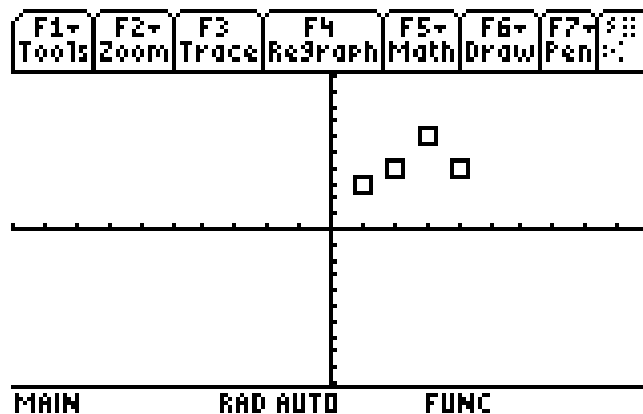 F1 F2 F3 F4 F5 F6 F7
Tools Zoom Trace ReGraph Math Draw Pen
MAIN RAD AUTO FUNC